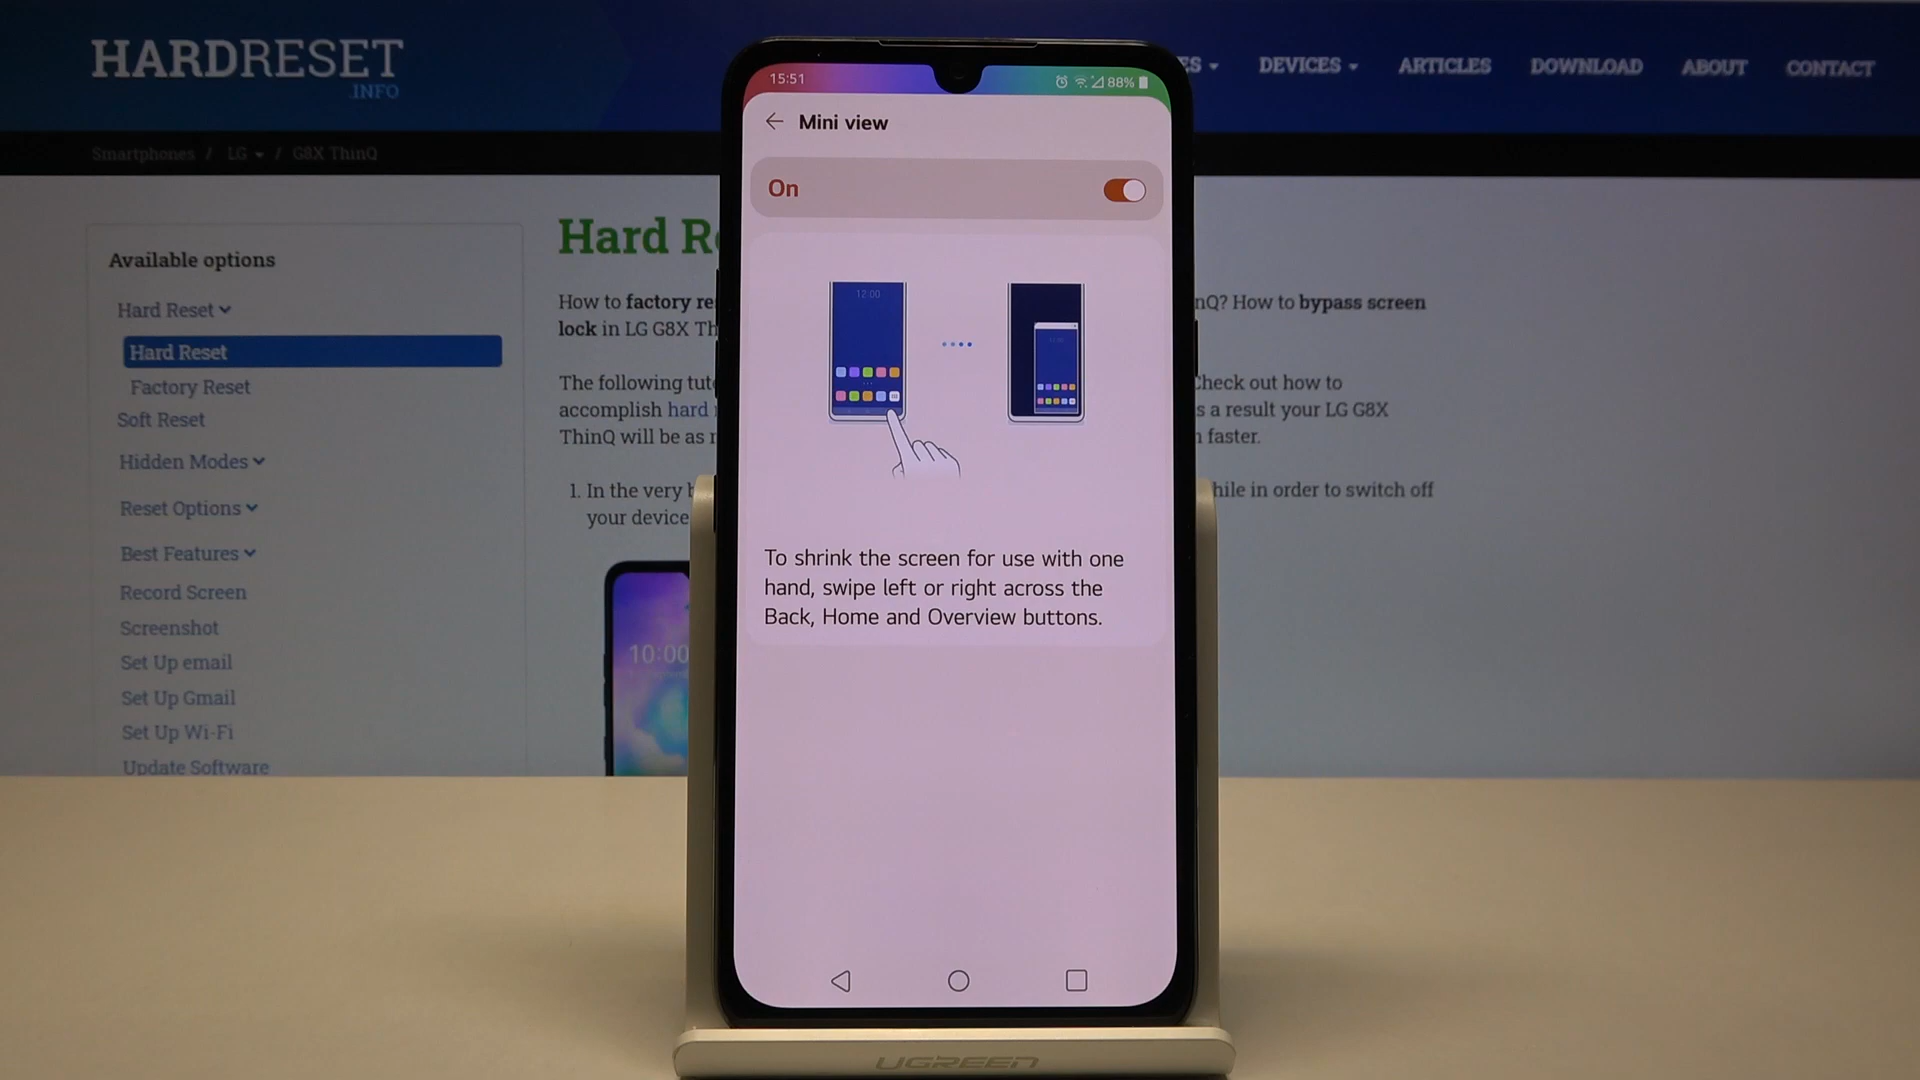 HARDRESET
.INFO
ES
DEVICES
ARTICLES
DOWNLOAD
ABOUT
CONTACT
Smartphones / LG / G8X ThinQ
Available options
Hard Reset
Hard Reset
Factory Reset
Soft Reset
Hidden Modes
Reset Options
Best Features
Record Screen
Screenshot
Set Up email
Set Up Gmail
Set Up Wi-Fi
Update Software
Hard R
How to factory re
nQ? How to bypass screen
lock in LG G8X Th
The following tut
Check out how to
accomplish hard
s a result your LG G8X
ThinQ will be as
faster.
1. In the very
hile in order to switch off
your device
10:00
15:51
88%
Mini view
On
12:00
To shrink the screen for use with one
hand, swipe left or right across the
Back, Home and Overview buttons.
UGREEN